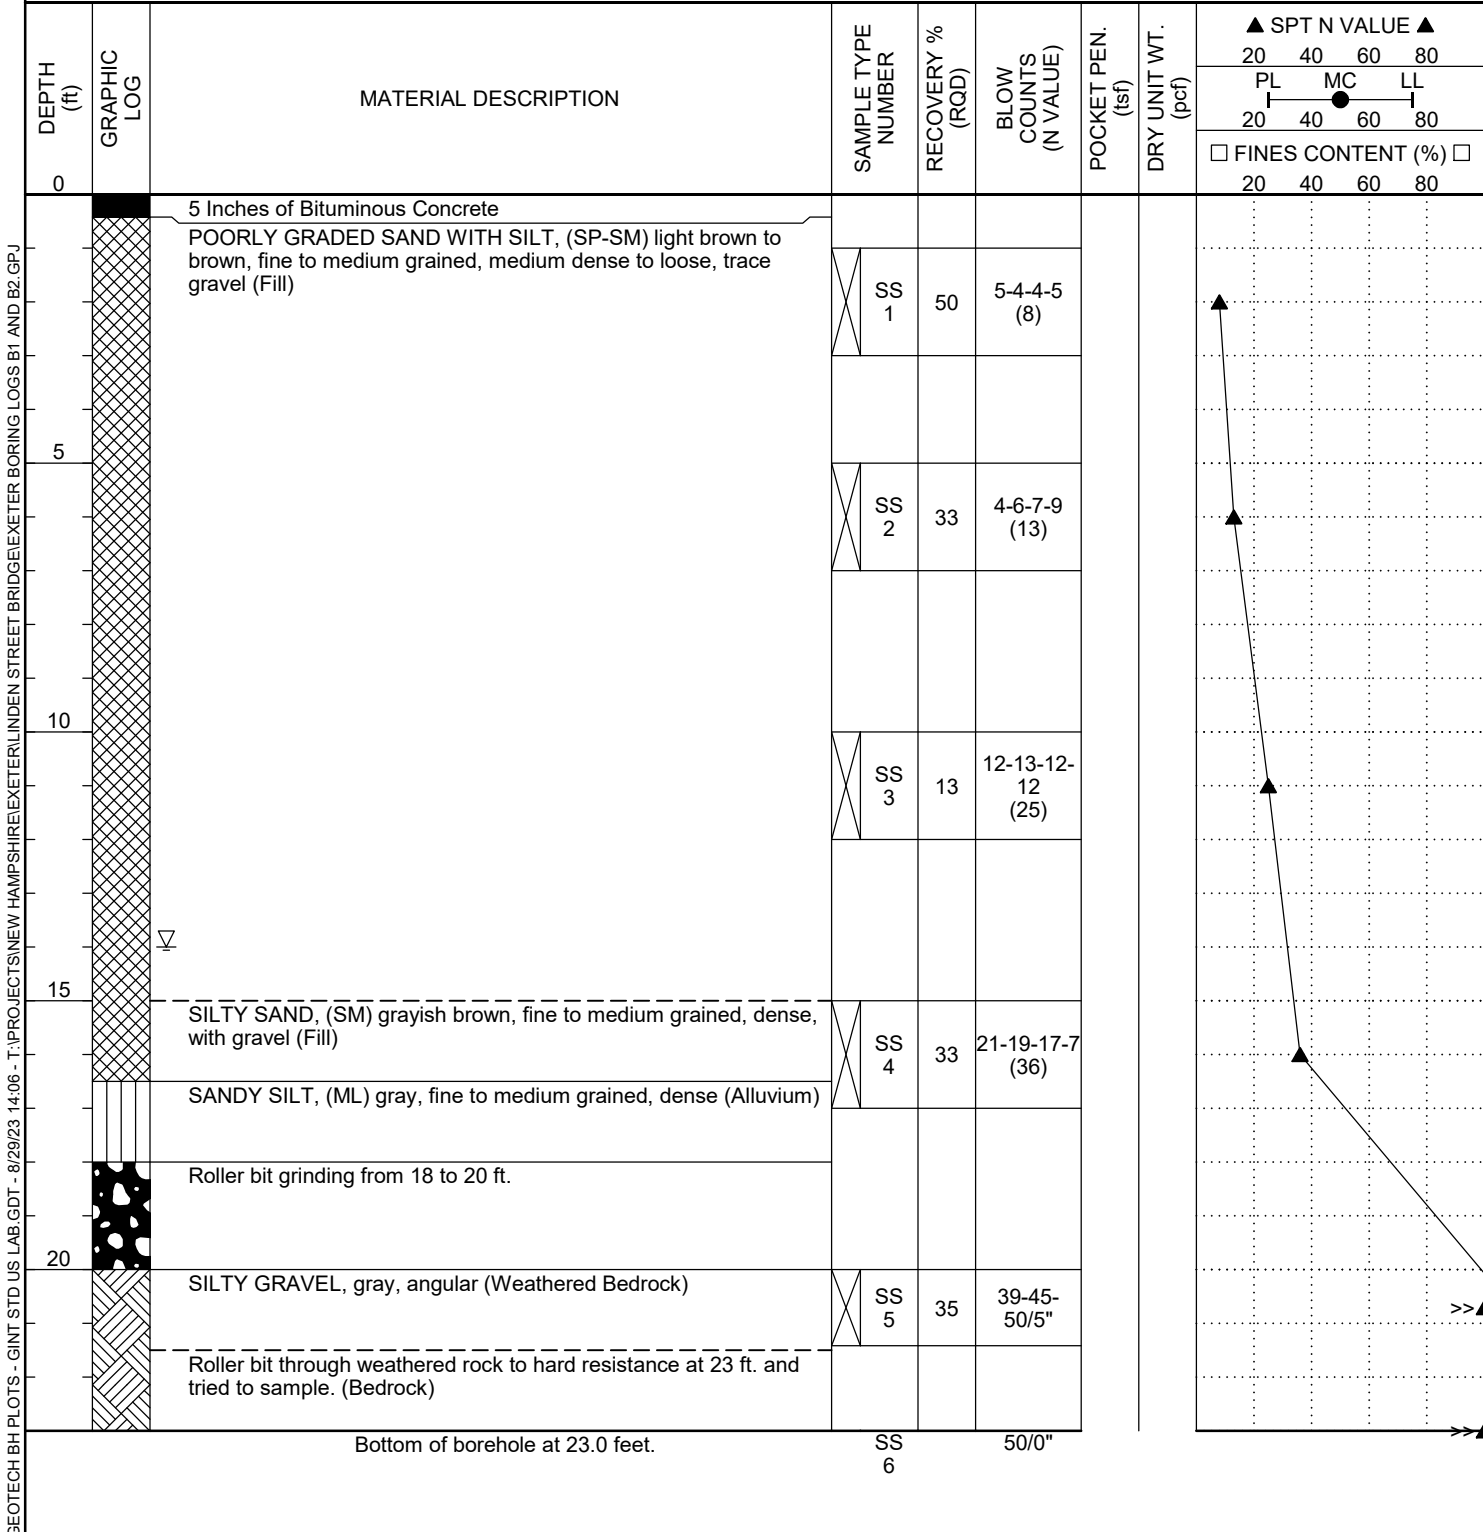 DEPTH
(ft)
GRAPHIC
LOG
MATERIAL DESCRIPTION
SAMPLE TYPE
NUMBER
RECOVERY %
(RQD)
BLOW
COUNTS
(N VALUE)
POCKET PEN.
(tsf)
DRY UNIT WT.
(pcf)
▲ SPT N VALUE ▲
20 40 60 80
PL MC LL
20 40 60 80
□ FINES CONTENT (%) □
20 40 60 80
0
5 Inches of Bituminous Concrete
POORLY GRADED SAND WITH SILT, (SP-SM) light brown to
brown, fine to medium grained, medium dense to loose, trace
gravel (Fill)
SS
1
50
5-4-4-5
(8)
5
SS
2
33
4-6-7-9
(13)
10
SS
3
13
12-13-12-
12
(25)
15
SILTY SAND, (SM) grayish brown, fine to medium grained, dense,
with gravel (Fill)
SS
4
33
21-19-17-7
(36)
SANDY SILT, (ML) gray, fine to medium grained, dense (Alluvium)
Roller bit grinding from 18 to 20 ft.
20
SILTY GRAVEL, gray, angular (Weathered Bedrock)
SS
5
35
39-45-
50/5"
>>▲
Roller bit through weathered rock to hard resistance at 23 ft. and
tried to sample. (Bedrock)
>>▲
Bottom of borehole at 23.0 feet.
SS
6
50/0"
GEOTECH BH PLOTS - GINT STD US LAB.GDT - 8/29/23 14:06 - T:\PROJECTS\NEW HAMPSHIRE\EXETER\LINDEN STREET BRIDGE\EXETER BORING LOGS B1 AND B2.GPJ